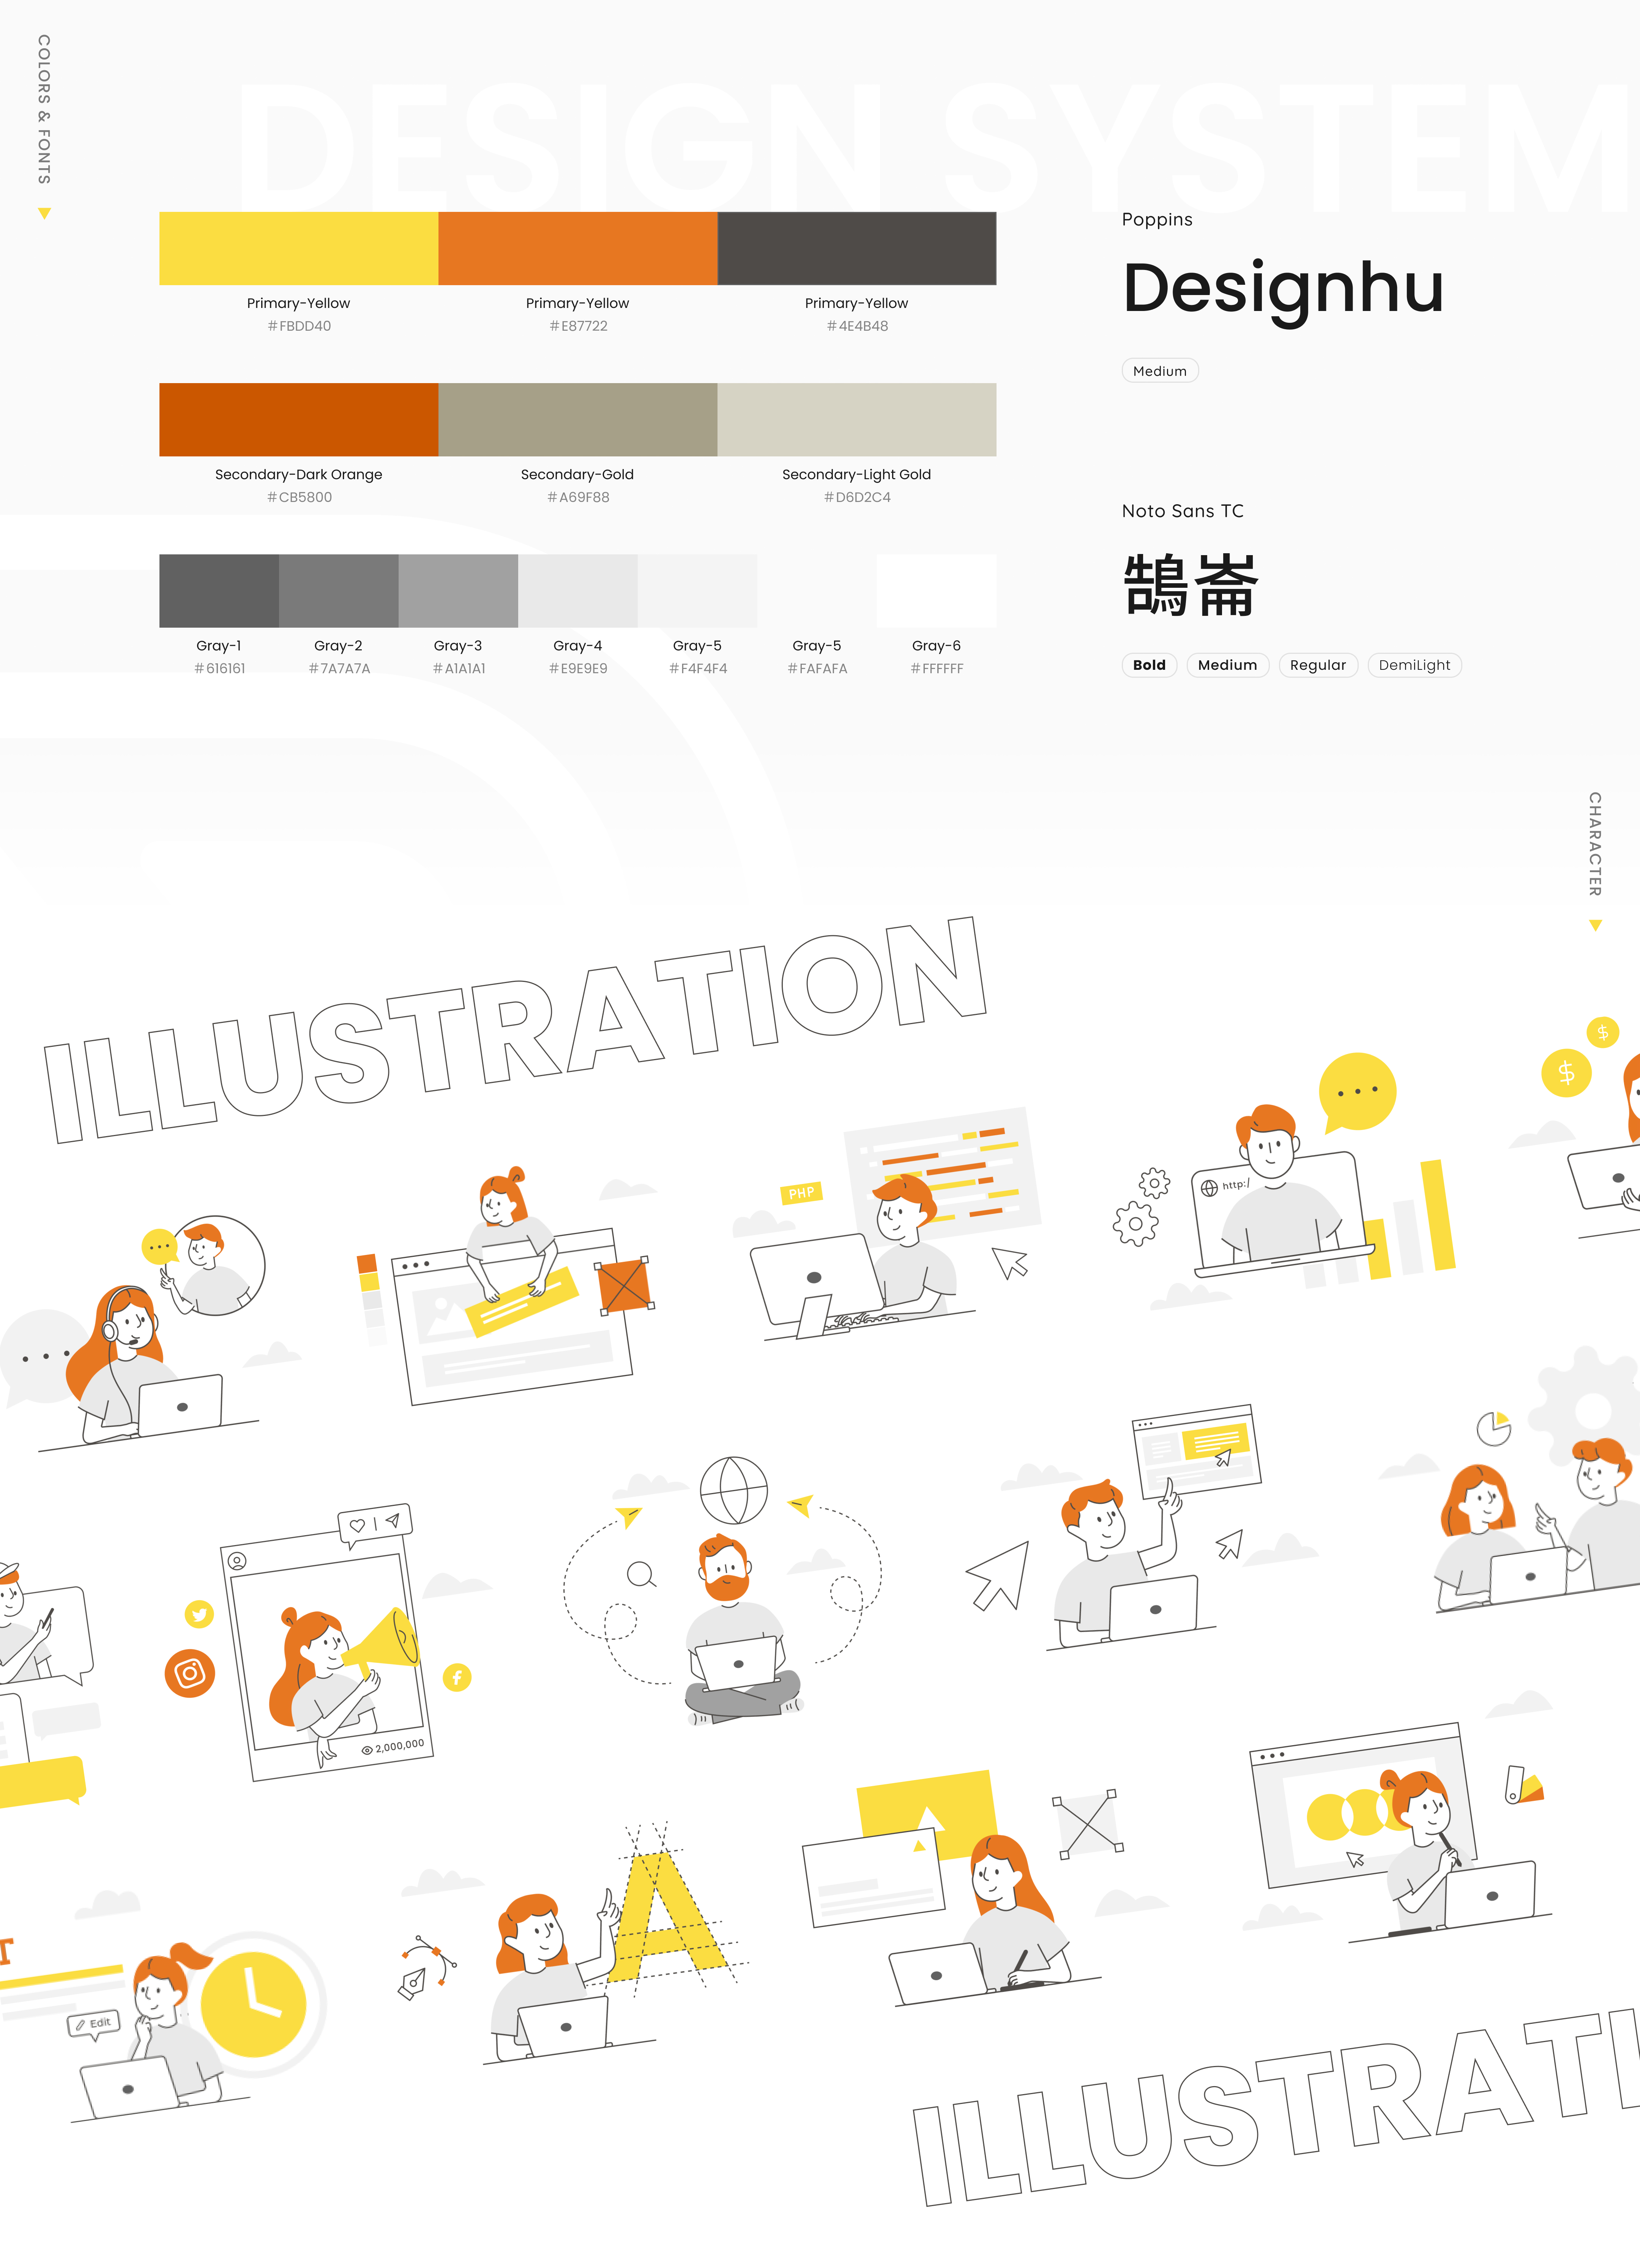 COLORS & FONTS
DESIGN SYSTEM
Primary-Yellow
#FBDD40
Primary-Yellow
#E87722
Primary-Yellow
#4E4B48
Secondary-Dark Orange
#CB5800
Secondary-Gold
#A69F88
Secondary-Light Gold
#D6D2C4
Gray-1
#616161
Gray-2
#7A7A7A
Gray-3
#A1A1A1
Gray-4
#E9E9E9
Gray-5
#F4F4F4
Gray-5
#FAFAFA
Gray-6
#FFFFFF
Poppins
Designhu
Medium
Noto Sans TC
鵠崙
Bold Medium Regular DemiLight
CHARACTER
ILLUSTRATION
$
$
PHP
http:/
2,000,000
T
Edit
A
ILLUSTRATI